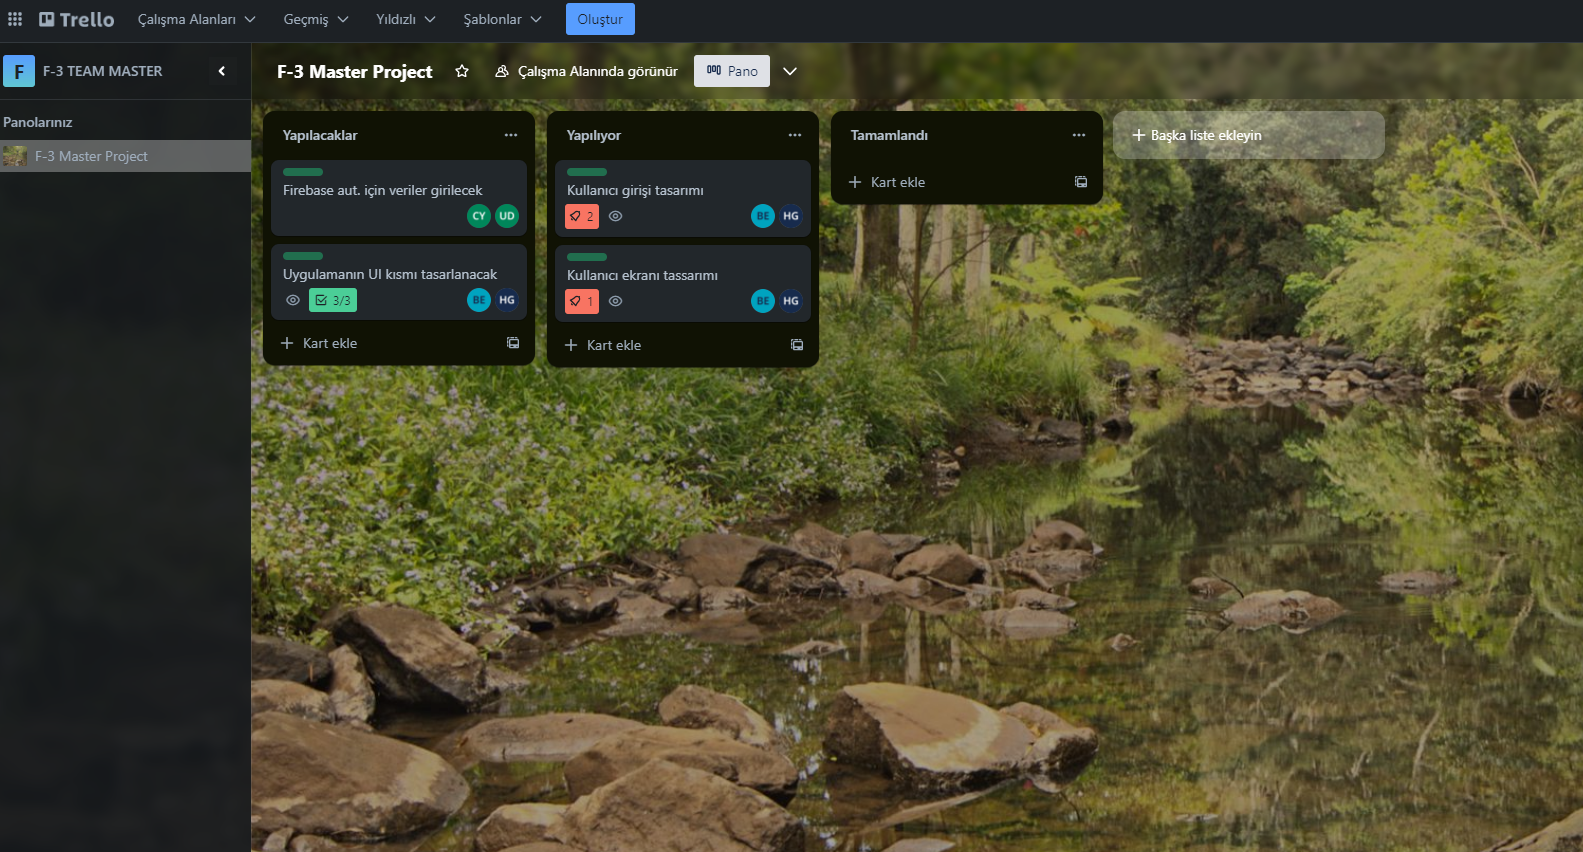 Trello
Çalışma Alanları
Geçmiş
Yıldızlı
Şablonlar
Oluştur
F
F-3 TEAM MASTER
Panolarınız
F-3 Master Project
F-3 Master Project
Çalışma Alanında görünür
Pano
Yapılacaklar
Firebase aut. için veriler girilecek
CY UD
Uygulamanın UI kısmı tasarlanacak
3/3
BE HG
Kart ekle
Yapılıyor
Kullanıcı girişi tasarımı
2
BE HG
Kullanıcı ekranı tassarımı
1
BE HG
Kart ekle
Tamamlandı
Kart ekle
Başka liste ekleyin